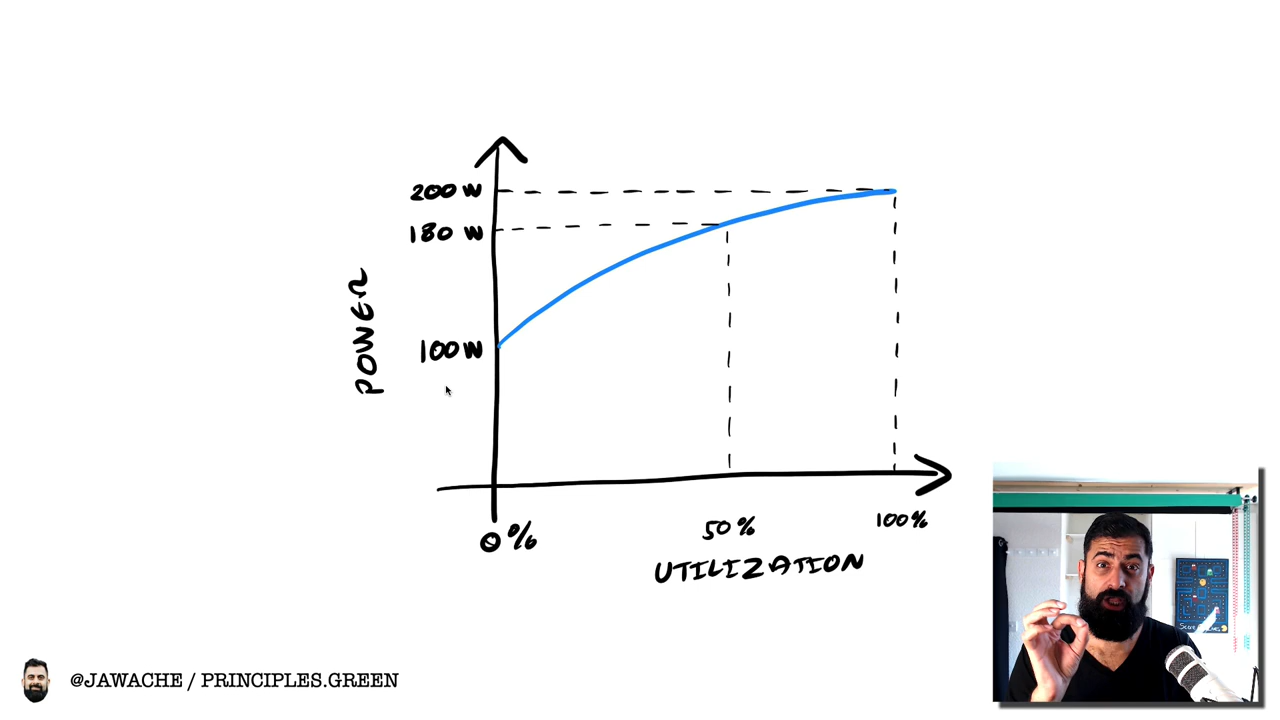 200 W
180 W
100 W
POWER
0%
50%
100%
UTILIZATION
@JAWACHE / PRINCIPLES.GREEN